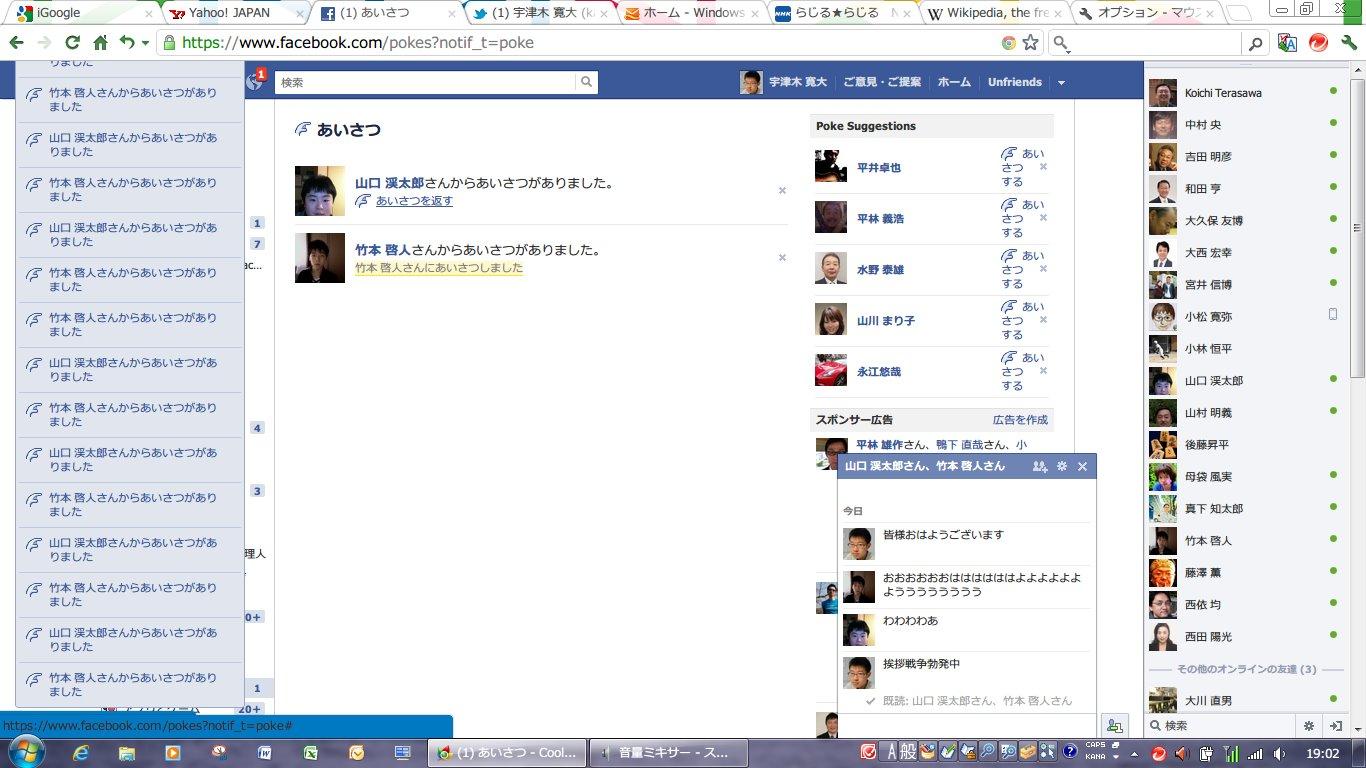 iGoogle
Yahoo! JAPAN
(1) あいさつ
(1) 宇津木 寛大 (ka
ホーム - Windows
らじる★らじる N
Wikipedia, the fre
オプション - マウス
https://www.facebook.com/pokes?notif_t=poke
1
検索
宇津木 寛大
ご意見・ご提案
ホーム
Unfriends
いました
竹本 啓人さんからあいさつがあり
ました
山口 渓太郎さんからあいさつがあ
りました
竹本 啓人さんからあいさつがあり
ました
山口 渓太郎さんからあいさつがあ
りました
竹本 啓人さんからあいさつがあり
ました
竹本 啓人さんからあいさつがあり
ました
山口 渓太郎さんからあいさつがあ
りました
竹本 啓人さんからあいさつがあり
ました
山口 渓太郎さんからあいさつがあ
りました
竹本 啓人さんからあいさつがあり
ました
山口 渓太郎さんからあいさつがあ
りました
竹本 啓人さんからあいさつがあり
ました
山口 渓太郎さんからあいさつがあ
りました
竹本 啓人さんからあいさつがあり
ました
1
7
ac...
4
3
理人
0+
1
20+
あいさつ
山口 渓太郎さんからあいさつがありました。
あいさつを返す
竹本 啓人さんからあいさつがありました。
竹本 啓人さんにあいさつしました
Poke Suggestions
平井卓也
あい
さつ
する
平林 義浩
あい
さつ
する
水野 泰雄
あい
さつ
する
山川 まり子
あい
さつ
する
永江悠哉
あい
さつ
する
スポンサー広告
広告を作成
平林 雄作さん、鴨下 直哉さん、小
山口 渓太郎さん、竹本 啓人さん
今日
皆様おはようございます
おおおおおおははははははよよよよよよ
ようううううううう
わわわわあ
挨拶戦争勃発中
既読: 山口 渓太郎さん、竹本 啓人さん
Koichi Terasawa
中村 央
吉田 明彦
和田 亨
大久保 友博
大西 宏幸
宮井 信博
小松 寛弥
小林 恒平
山口 渓太郎
山村 明義
後藤昇平
母袋 風実
真下 知太郎
竹本 啓人
藤澤 薫
西依 均
西田 陽光
その他のオンラインの友達 (3)
大川 直男
検索
https://www.facebook.com/pokes?notif_t=poke#
(1) あいさつ - Cool...
音量ミキサー - ス...
A 般
CAPS
KANA
19:02